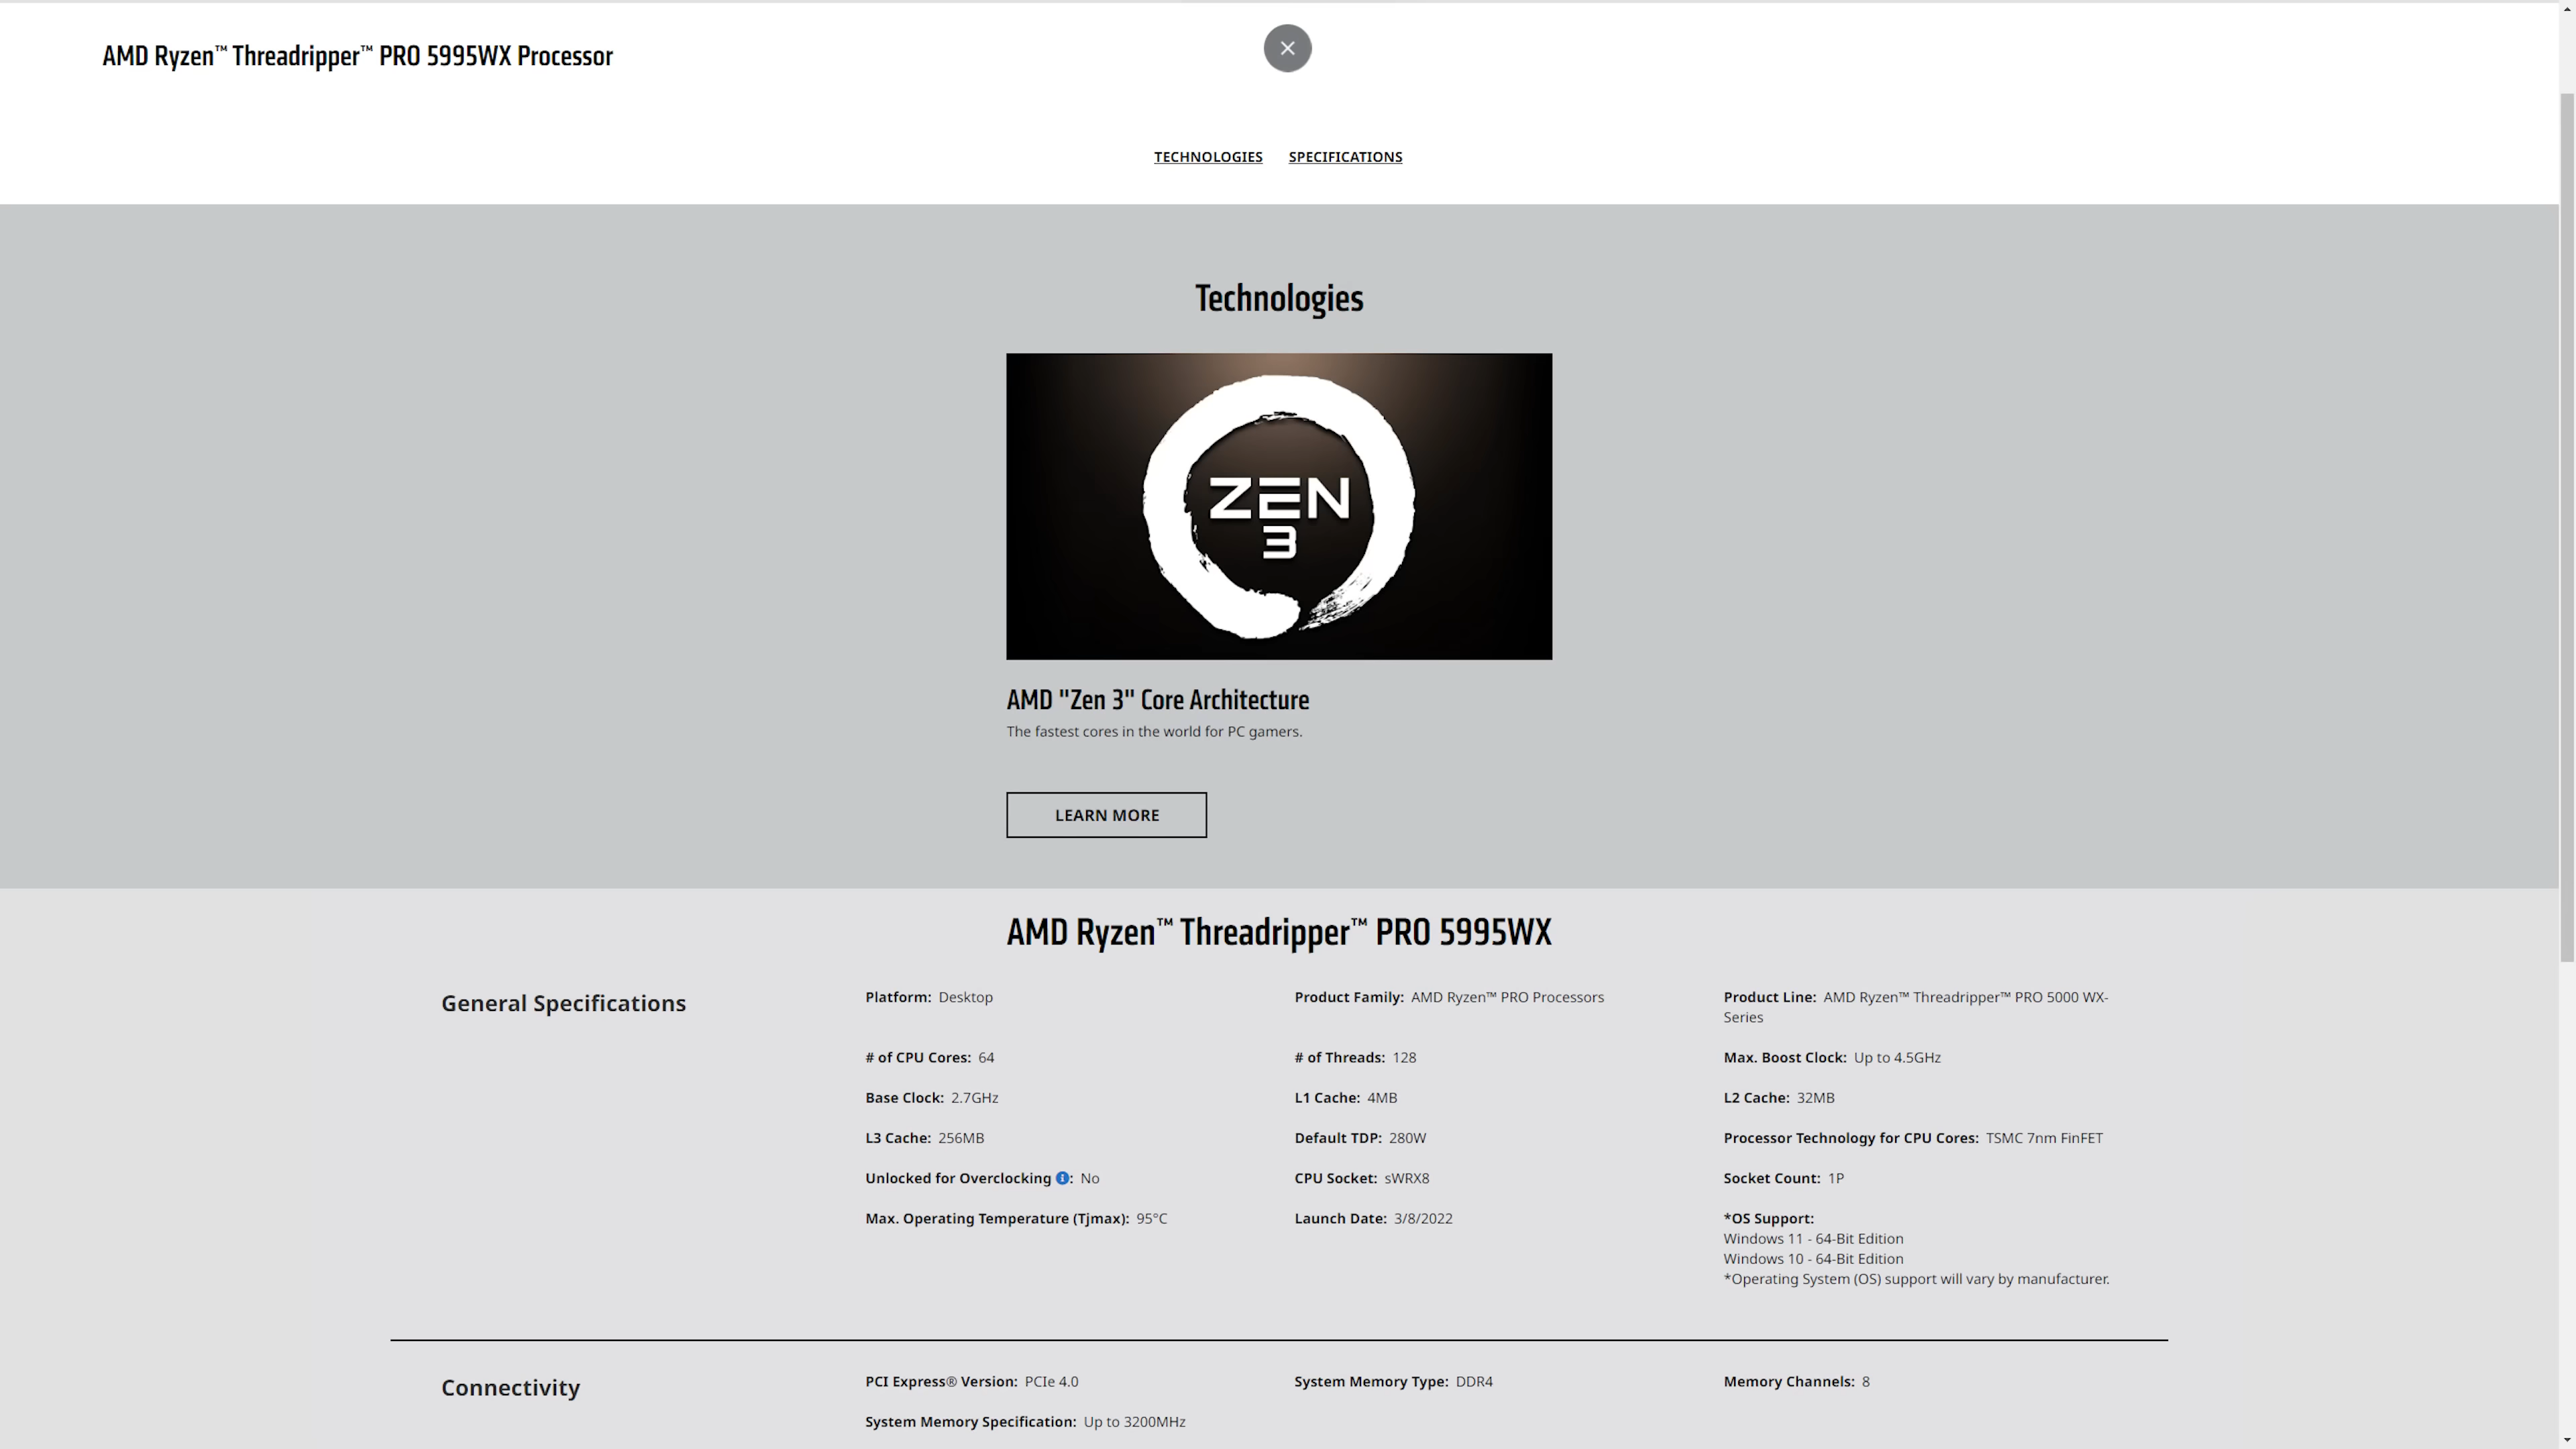 AMD Ryzen™ Threadripper™ PRO 5995WX Processor
TECHNOLOGIES SPECIFICATIONS
Technologies
ZEN
3
AMD "Zen 3" Core Architecture
The fastest cores in the world for PC gamers.
LEARN MORE
AMD Ryzen™ Threadripper™ PRO 5995WX
General Specifications
Platform: Desktop
Product Family: AMD Ryzen™ PRO Processors
Product Line: AMD Ryzen™ Threadripper™ PRO 5000 WX-
Series
# of CPU Cores: 64
# of Threads: 128
Max. Boost Clock: Up to 4.5GHz
Base Clock: 2.7GHz
L1 Cache: 4MB
L2 Cache: 32MB
L3 Cache: 256MB
Default TDP: 280W
Processor Technology for CPU Cores: TSMC 7nm FinFET
Unlocked for Overclocking i: No
CPU Socket: sWRX8
Socket Count: 1P
Max. Operating Temperature (Tjmax): 95°C
Launch Date: 3/8/2022
*OS Support:
Windows 11 - 64-Bit Edition
Windows 10 - 64-Bit Edition
*Operating System (OS) support will vary by manufacturer.
Connectivity
PCI Express® Version: PCIe 4.0
System Memory Type: DDR4
Memory Channels: 8
System Memory Specification: Up to 3200MHz